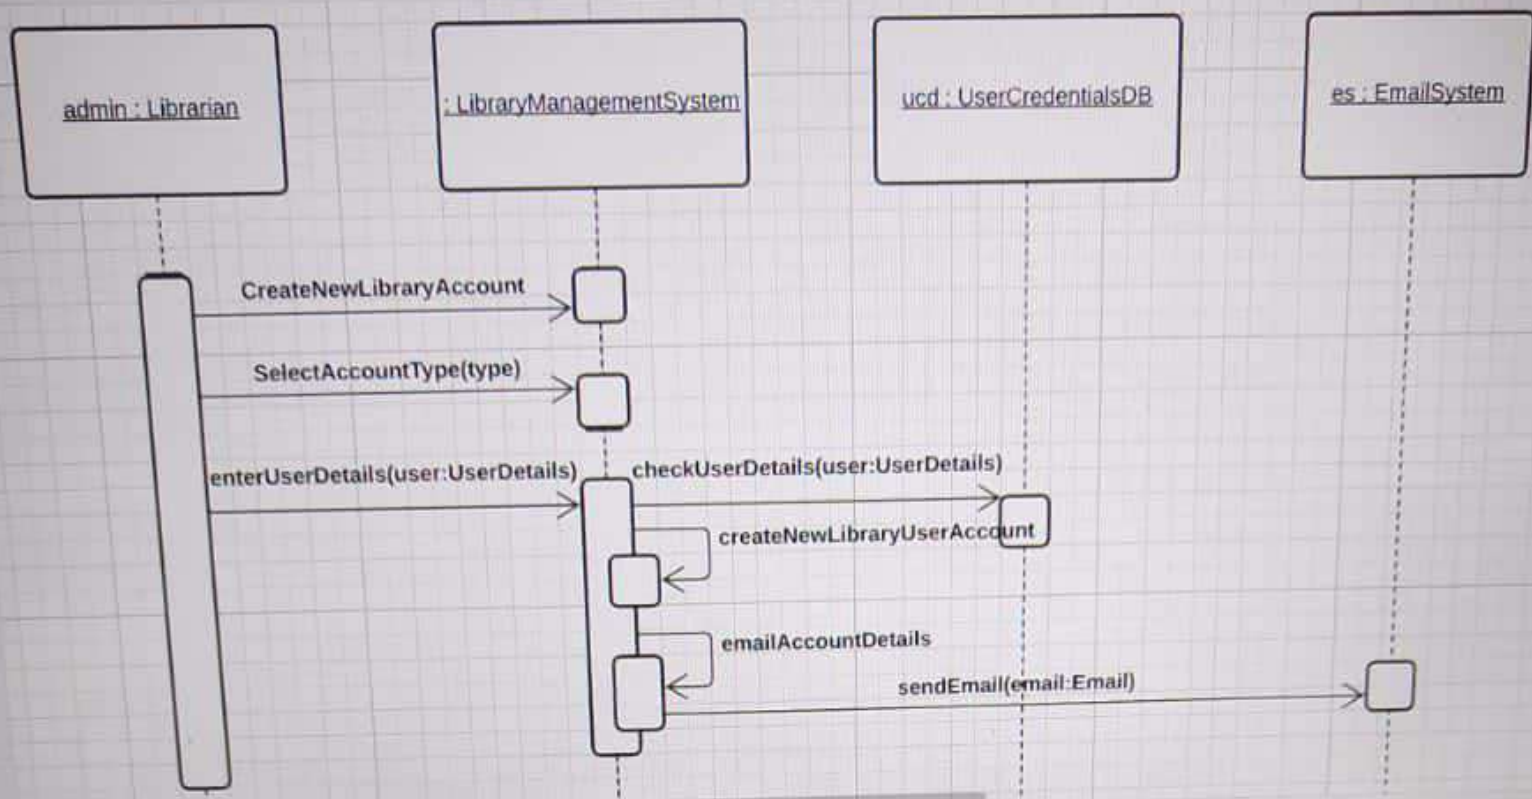 admin : Librarian
: LibraryManagementSystem
ucd : UserCredentialsDB
es : EmailSystem
CreateNewLibraryAccount
SelectAccountType(type)
enterUserDetails(user:UserDetails)
checkUserDetails(user:UserDetails)
createNewLibraryUserAccount
emailAccountDetails
sendEmail(email:Email)